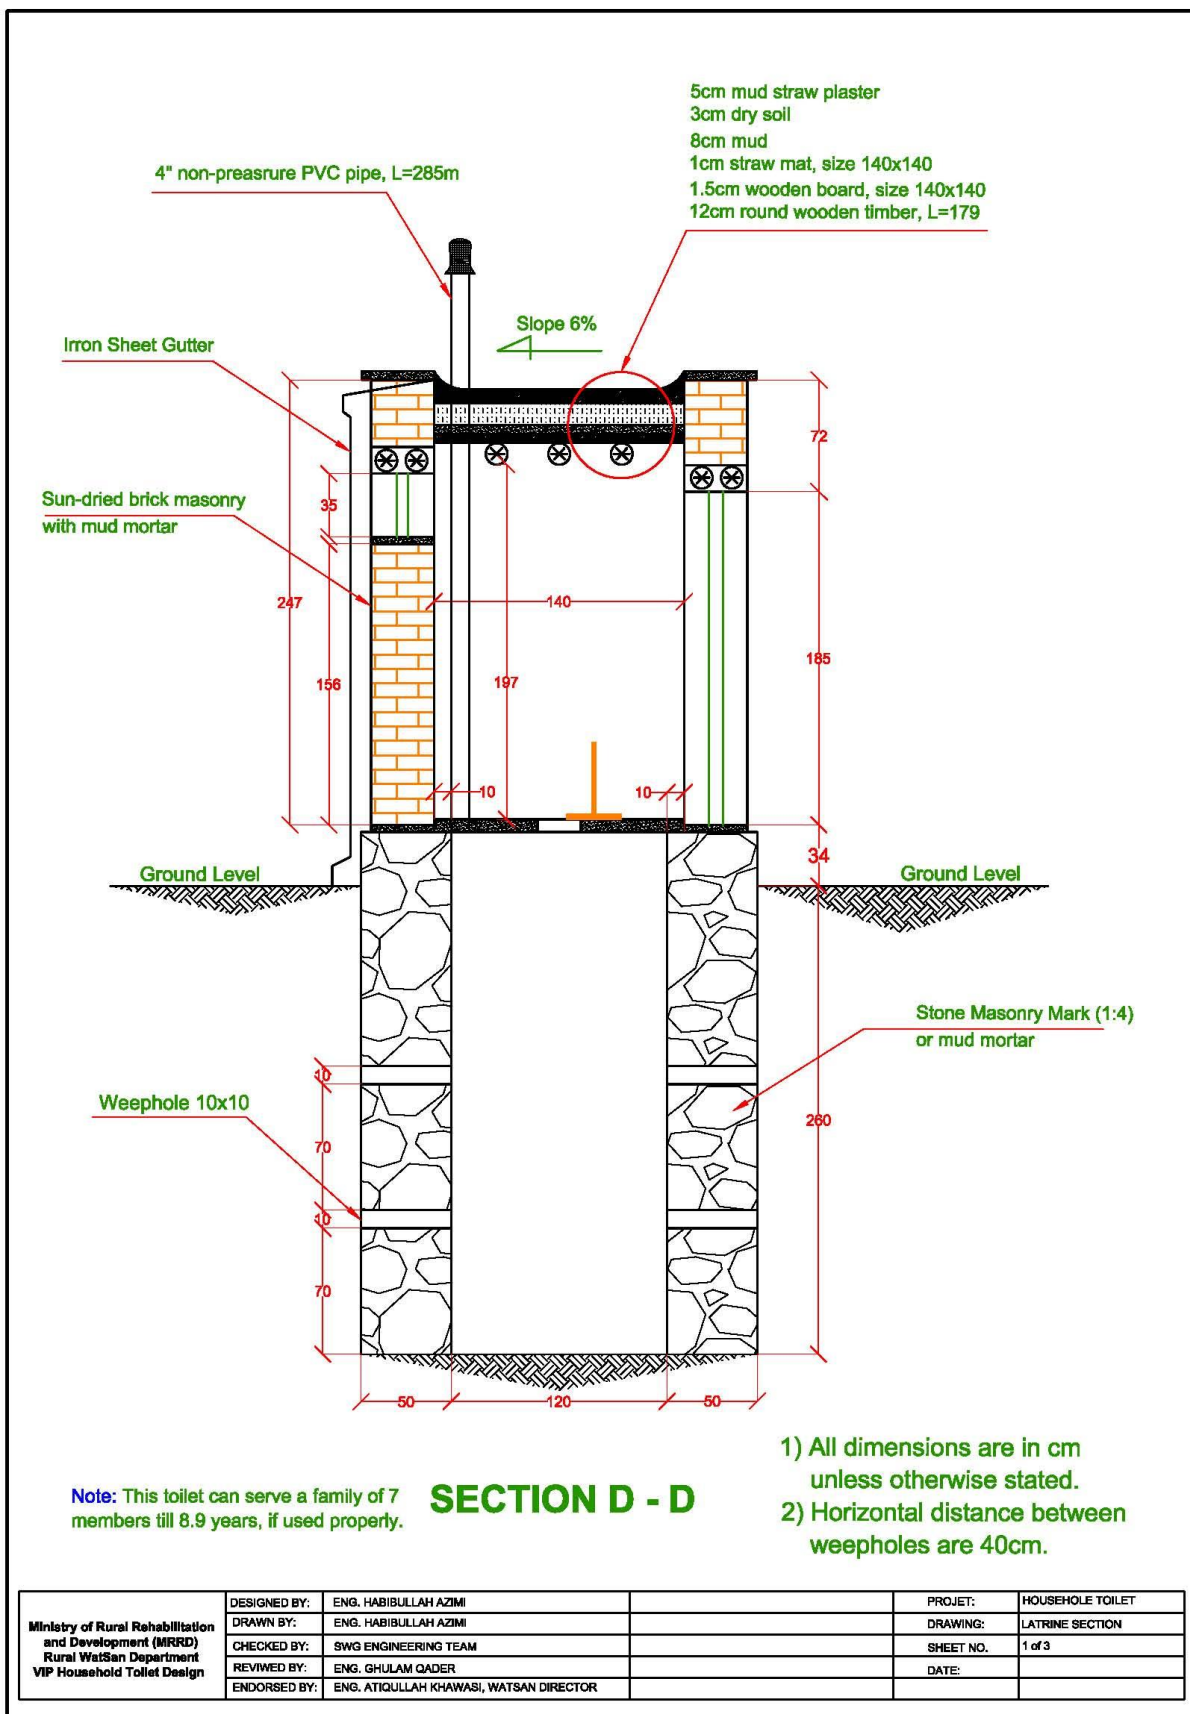 5cm mud straw plaster
3cm dry soil
8cm mud
1cm straw mat, size 140x140
1.5cm wooden board, size 140x140
12cm round wooden timber, L=179
4" non-preasrure PVC pipe, L=285m
Slope 6%
Irron Sheet Gutter
72
35
Sun-dried brick masonry
with mud mortar
247
140
156
197
185
10
10
34
Ground Level
Ground Level
Stone Masonry Mark (1:4)
or mud mortar
10
Weephole 10x10
260
70
10
70
50
120
50
1) All dimensions are in cm
unless otherwise stated.
2) Horizontal distance between
weepholes are 40cm.
Note: This toilet can serve a family of 7
members till 8.9 years, if used properly.
SECTION D - D
Ministry of Rural Rehabilitation
and Development (MRRD)
Rural WatSan Department
VIP Household Toilet Design
DESIGNED BY: ENG. HABIBULLAH AZIMI
DRAWN BY: ENG. HABIBULLAH AZIMI
CHECKED BY: SWG ENGINEERING TEAM
REVIWED BY: ENG. GHULAM QADER
ENDORSED BY: ENG. ATIQULLAH KHAWASI, WATSAN DIRECTOR
PROJET: HOUSEHOLE TOILET
DRAWING: LATRINE SECTION
SHEET NO. 1 of 3
DATE: